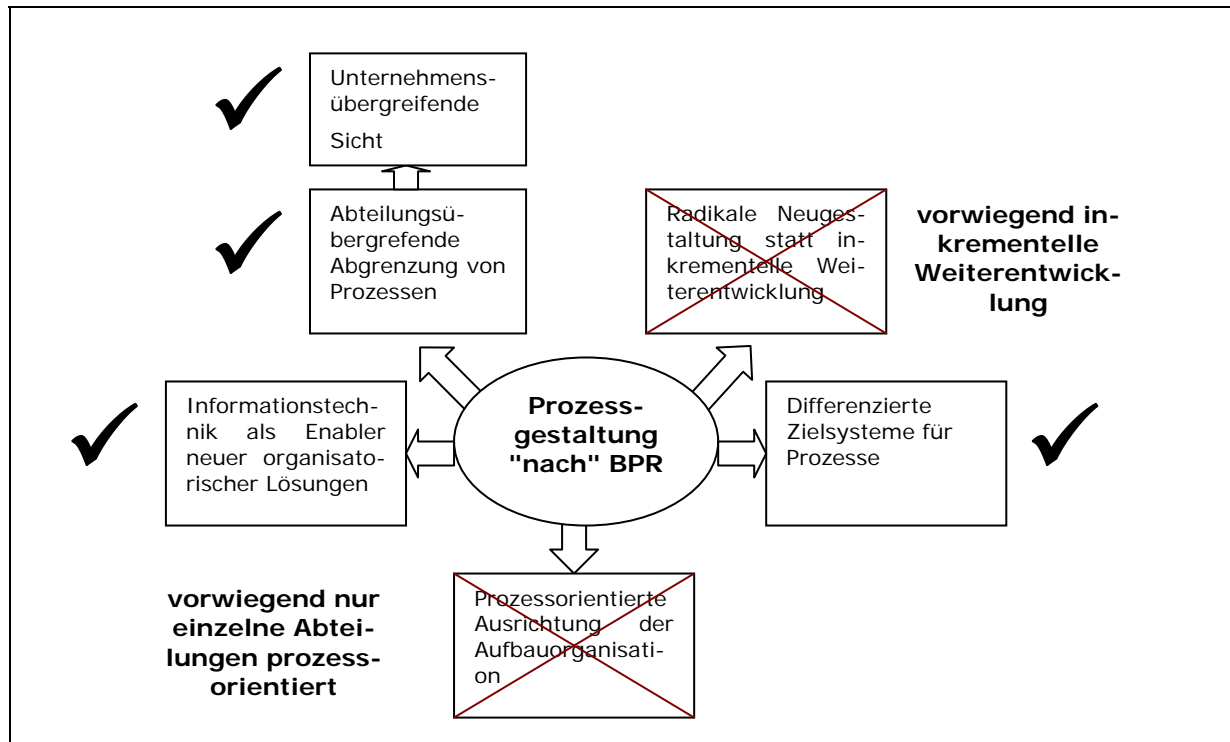 Unternehmens-
übergreifende
Sicht
Abteilungsü-
bergrefende
Abgrenzung von
Prozessen
Radikale Neuges-
taltung statt in-
krementelle Wei-
terentwicklung
vorwiegend in-
krementelle
Weiterentwick-
lung
Informationstech-
nik als Enabler
neuer organisato-
rischer Lösungen
Prozess-
gestaltung
"nach" BPR
Differenzierte
Zielsysteme für
Prozesse
vorwiegend nur
einzelne Abtei-
lungen prozess-
orientiert
Prozessorientierte
Ausrichtung der
Aufbauorganisati-
on